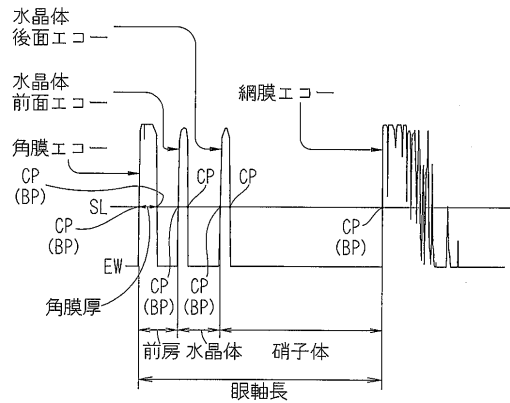 水晶体
後面エコー
水晶体
前面エコー
網膜エコー
角膜エコー
CP
(BP)
CP
CP
SL
CP
(BP)
CP
(BP)
EW
CP
(BP)
CP
(BP)
角膜厚
前房
水晶体
硝子体
眼軸長